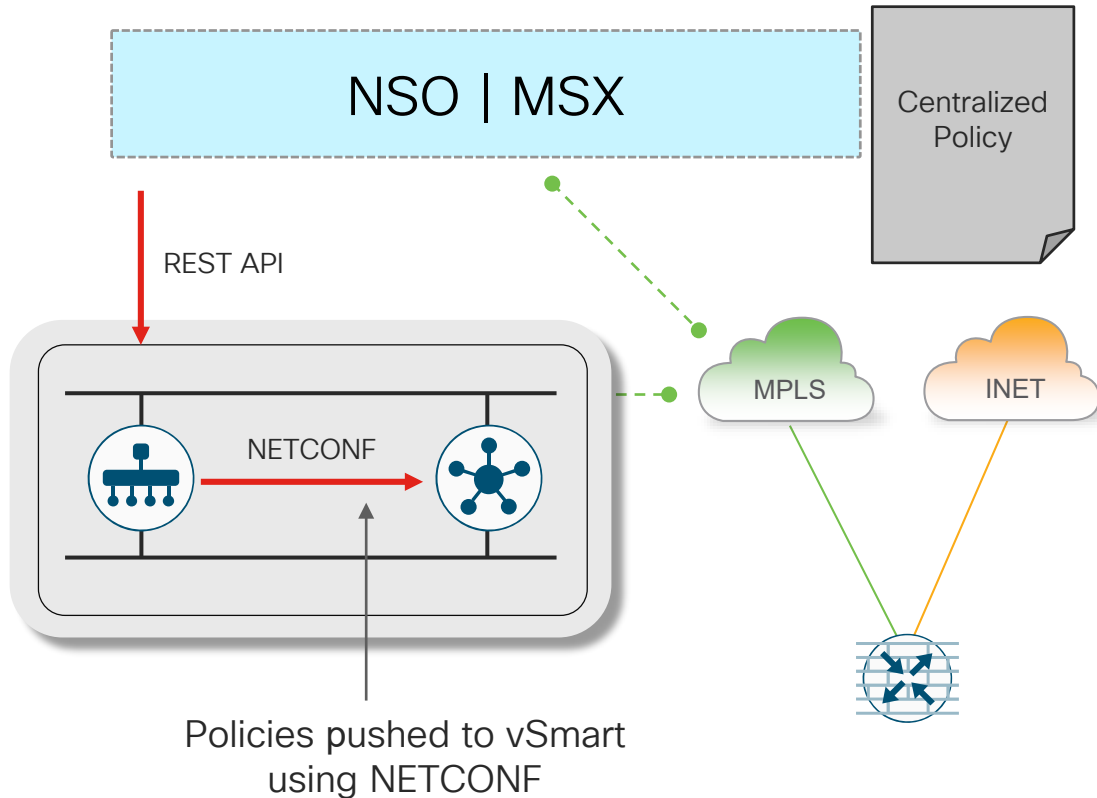 NSO | MSX
Centralized
Policy
REST API
MPLS
INET
NETCONF
Policies pushed to vSmart
using NETCONF